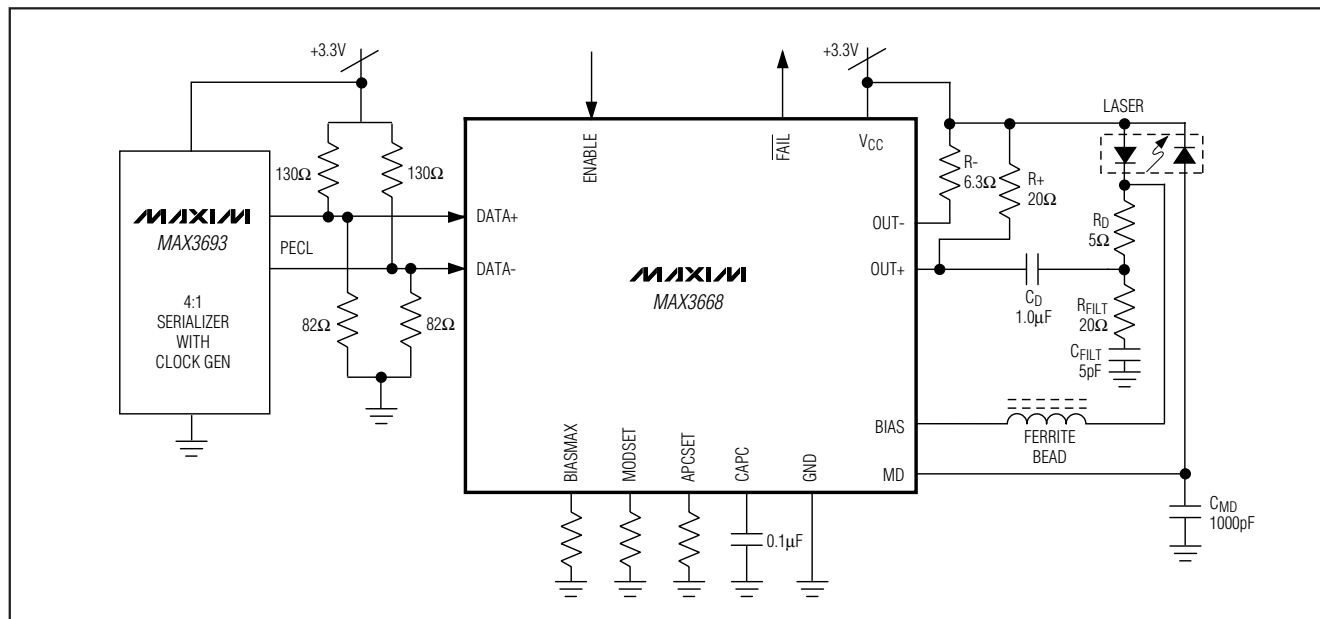 +3.3V
+3.3V
LASER
ENABLE
FAIL
VCC
130Ω
130Ω
R-
6.3Ω
R+
20Ω
MAXIM
MAX3693
4:1
SERIALIZER
WITH
CLOCK GEN
PECL
DATA+
DATA-
82Ω
82Ω
MAXIM
MAX3668
OUT-
OUT+
RD
5Ω
CD
1.0μF
RFILT
20Ω
CFILT
5pF
BIAS
FERRITE
BEAD
MD
CMD
1000pF
BIASMAX
MODSET
APCSET
CAPC
GND
0.1μF